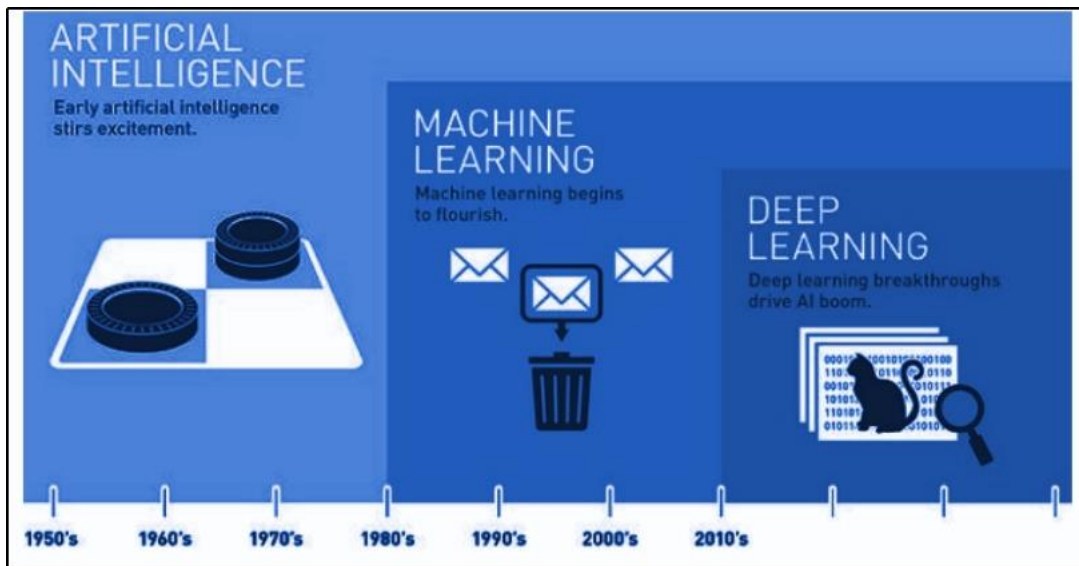 ARTIFICIAL
INTELLIGENCE
Early artificial intelligence
stirs excitement.
MACHINE
LEARNING
Machine learning begins
to flourish.
DEEP
LEARNING
Deep learning breakthroughs
drive AI boom.
1950's 1960's 1970's 1980's 1990's 2000's 2010's